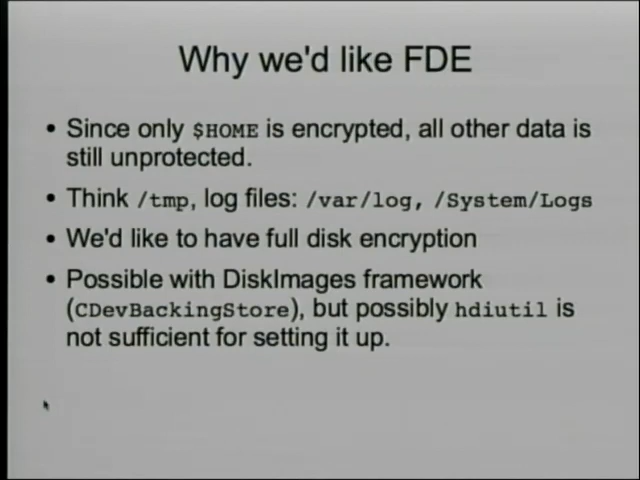 Why we'd like FDE
• Since only $HOME is encrypted, all other data is
still unprotected.
• Think /tmp, log files: /var/log, /System/Logs
• We'd like to have full disk encryption
• Possible with DiskImages framework
(CDevBackingStore), but possibly hdiutil is
not sufficient for setting it up.